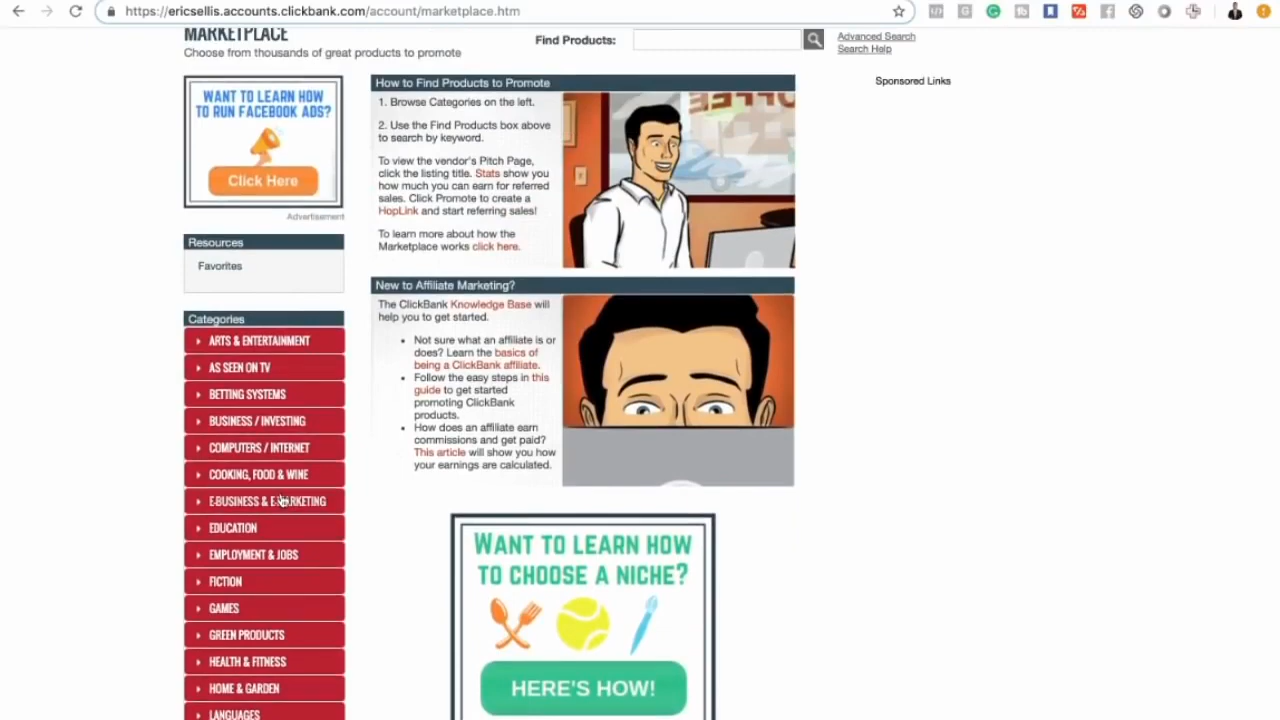 https://ericsellis.accounts.clickbank.com/account/marketplace.htm
MARKETPLACE
Choose from thousands of great products to promote
Find Products:
Advanced Search
Search Help
Sponsored Links
WANT TO LEARN HOW
TO RUN FACEBOOK ADS?
Click Here
Advertisement
Resources
Favorites
Categories
ARTS & ENTERTAINMENT
AS SEEN ON TV
BETTING SYSTEMS
BUSINESS / INVESTING
COMPUTERS / INTERNET
COOKING, FOOD & WINE
E-BUSINESS & E-MARKETING
EDUCATION
EMPLOYMENT & JOBS
FICTION
GAMES
GREEN PRODUCTS
HEALTH & FITNESS
HOME & GARDEN
LANGUAGES
How to Find Products to Promote
1. Browse Categories on the left.
2. Use the Find Products box above
to search by keyword.
To view the vendor's Pitch Page,
click the listing title. Stats show you
how much you can earn for referred
sales. Click Promote to create a
HopLink and start referring sales!
To learn more about how the
Marketplace works click here.
COFFEE
New to Affiliate Marketing?
The ClickBank Knowledge Base will
help you to get started.
Not sure what an affiliate is or
does? Learn the basics of
being a ClickBank affiliate.
Follow the easy steps in this
guide to get started
promoting ClickBank
products.
How does an affiliate earn
commissions and get paid?
This article will show you how
your earnings are calculated.
WANT TO LEARN HOW
TO CHOOSE A NICHE?
HERE'S HOW!